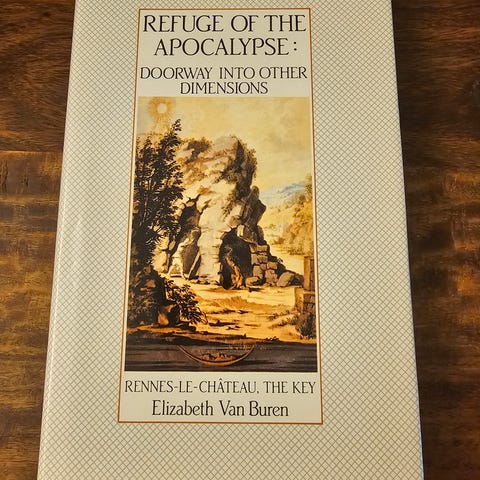 REFUGE OF THE
APOCALYPSE:
DOORWAY INTO OTHER
DIMENSIONS
RENNES-LE-CHÂTEAU, THE KEY
Elizabeth Van Buren